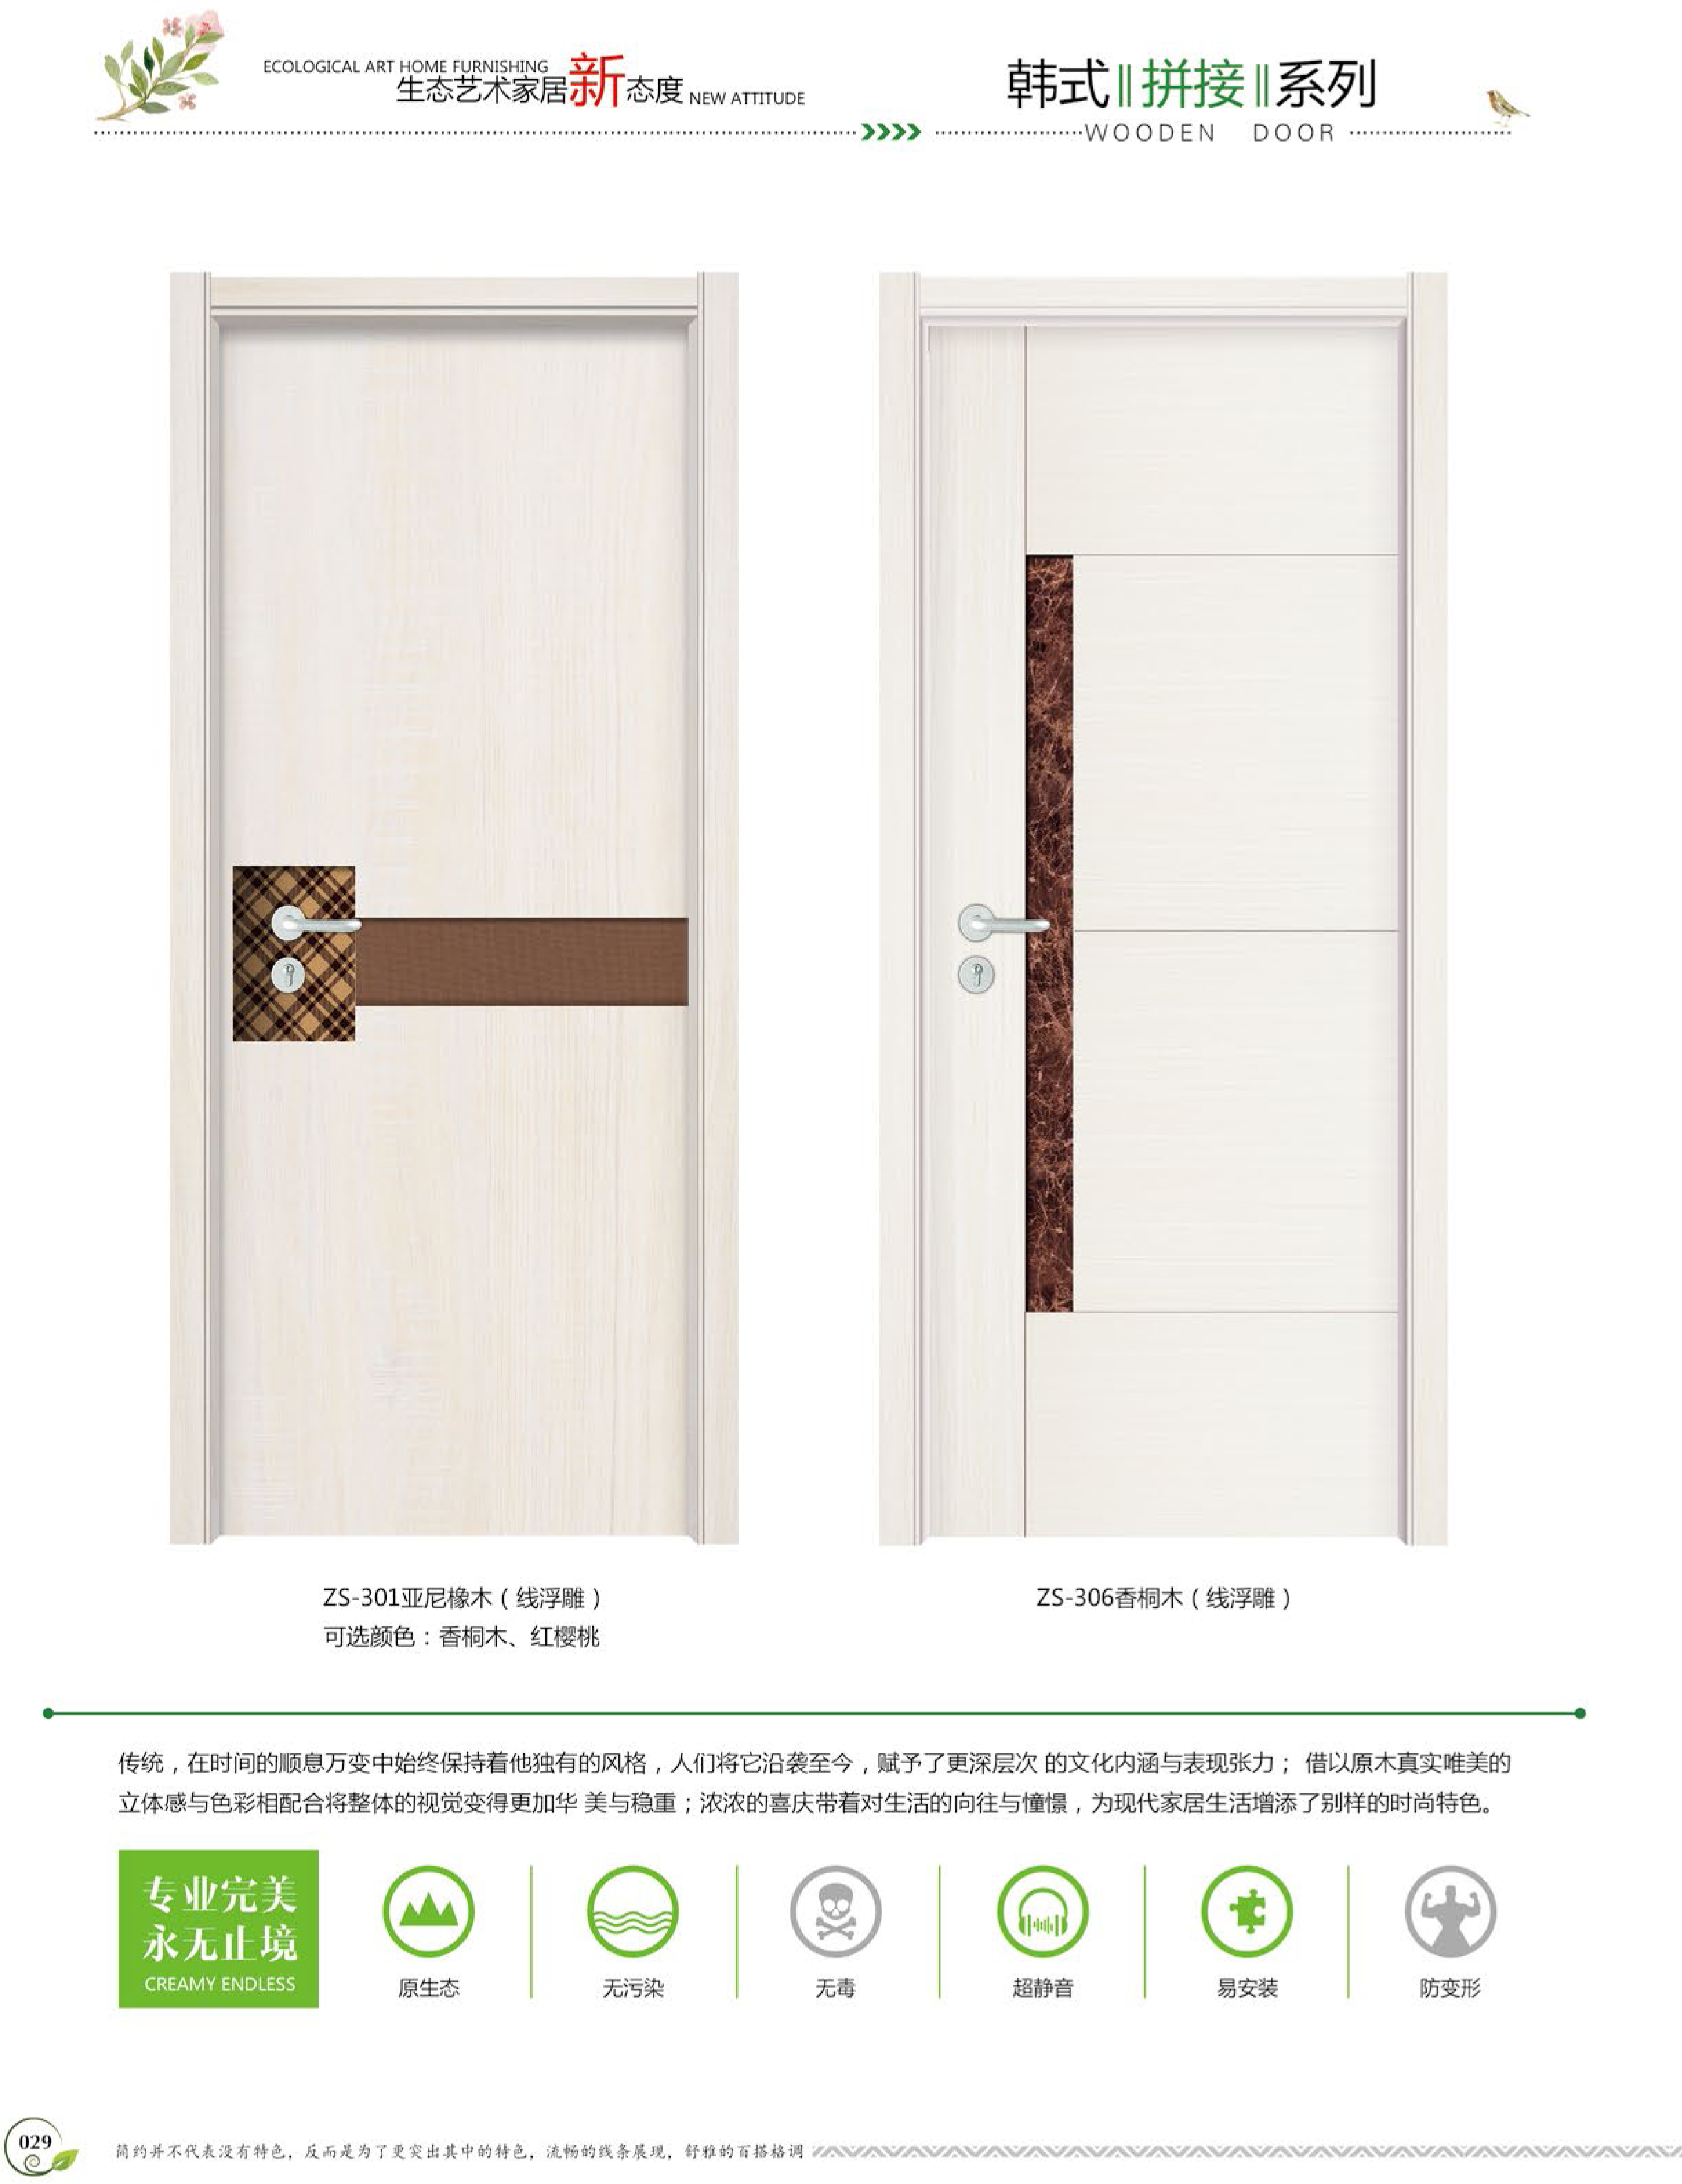 ECOLOGICAL ART HOME FURNISHING
生态艺术家居新态度 NEW ATTITUDE
韩式||拼接||系列
WOODEN DOOR
ZS-301亚尼橡木（线浮雕）
可选颜色：香桐木、红樱桃
ZS-306香桐木（线浮雕）
传统，在时间的顺息万变中始终保持着他独有的风格，人们将它沿袭至今，赋予了更深层次 的文化内涵与表现张力； 借以原木真实唯美的
立体感与色彩相配合将整体的视觉变得更加华 美与稳重；浓浓的喜庆带着对生活的向往与憧憬，为现代家居生活增添了别样的时尚特色。
专业完美
永无止境
CREAMY ENDLESS
原生态
无污染
无毒
超静音
易安装
防变形
029
简约并不代表没有特色，反而是为了更突出其中的特色，流畅的线条展现，舒雅的百搭格调